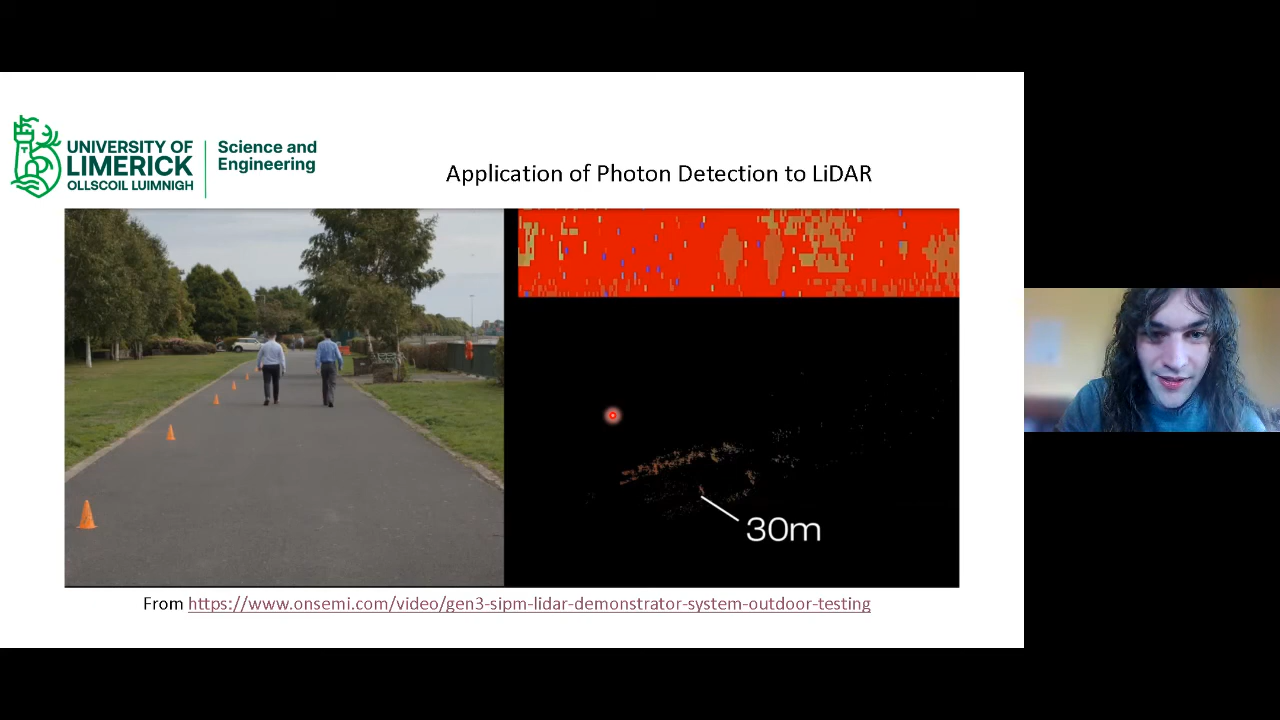 UNIVERSITY OF
LIMERICK
OLLSCOIL LUIMNIGH
Science and
Engineering
Application of Photon Detection to LiDAR
30m
From https://www.onsemi.com/video/gen3-sipm-lidar-demonstrator-system-outdoor-testing